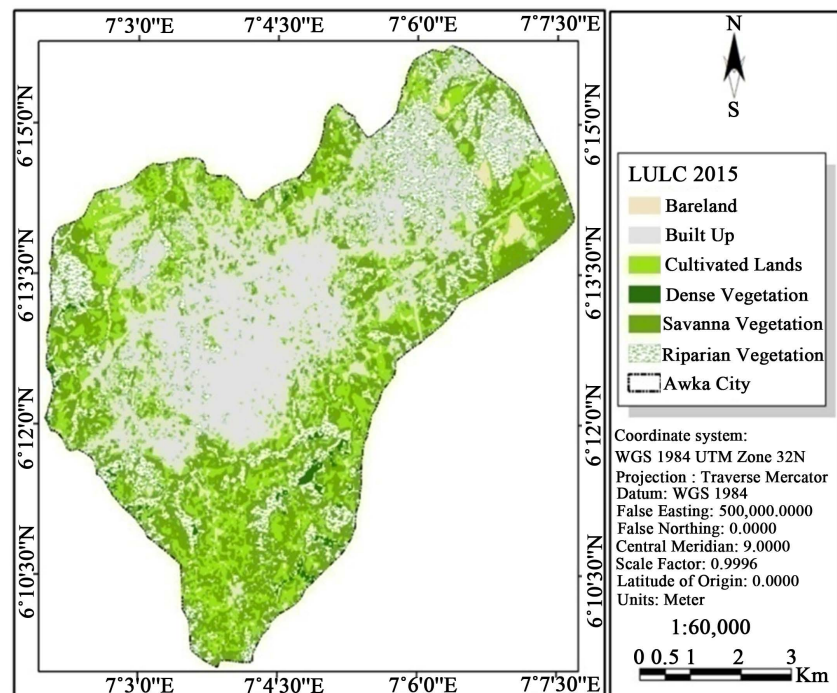 7°3'0"E 7°4'30"E 7°6'0"E 7°7'30"E
6°15'0"N
6°13'30"N
6°12'0"N
6°10'30"N
6°15'0"N
6°13'30"N
6°12'0"N
6°10'30"N
7°3'0"E 7°4'30"E 7°6'0"E 7°7'30"E
N
S
LULC 2015
Bareland
Built Up
Cultivated Lands
Dense Vegetation
Savanna Vegetation
Riparian Vegetation
Awka City
Coordinate system:
WGS 1984 UTM Zone 32N
Projection : Traverse Mercator
Datum: WGS 1984
False Easting: 500,000.0000
False Northing: 0.0000
Central Meridian: 9.0000
Scale Factor: 0.9996
Latitude of Origin: 0.0000
Units: Meter
1:60,000
0 0.5 1 2 3
Km